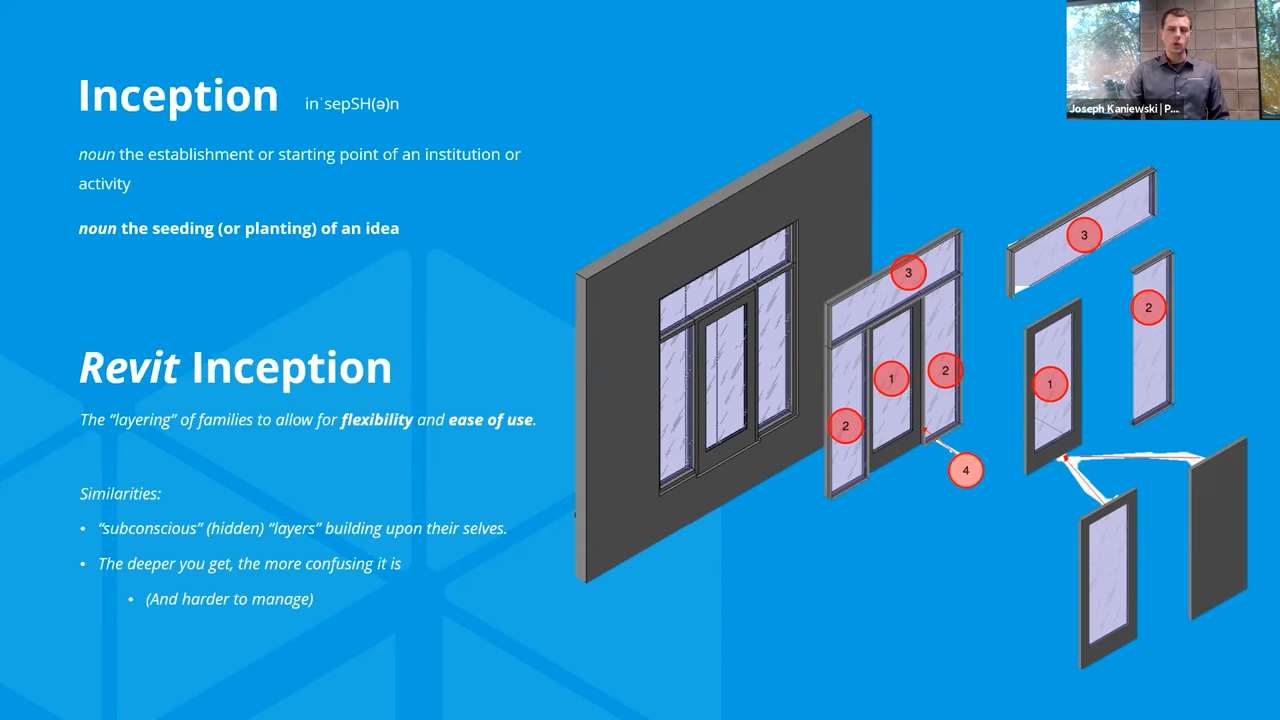 Inception inˈsepSH(ə)n
noun the establishment or starting point of an institution or
activity
noun the seeding (or planting) of an idea
Revit Inception
The “layering” of families to allow for flexibility and ease of use.
Similarities:
• “subconscious” (hidden) “layers” building upon their selves.
• The deeper you get, the more confusing it is
• (And harder to manage)
Joseph Kaniewski | P...
3
3
2
1
2
1
2
4